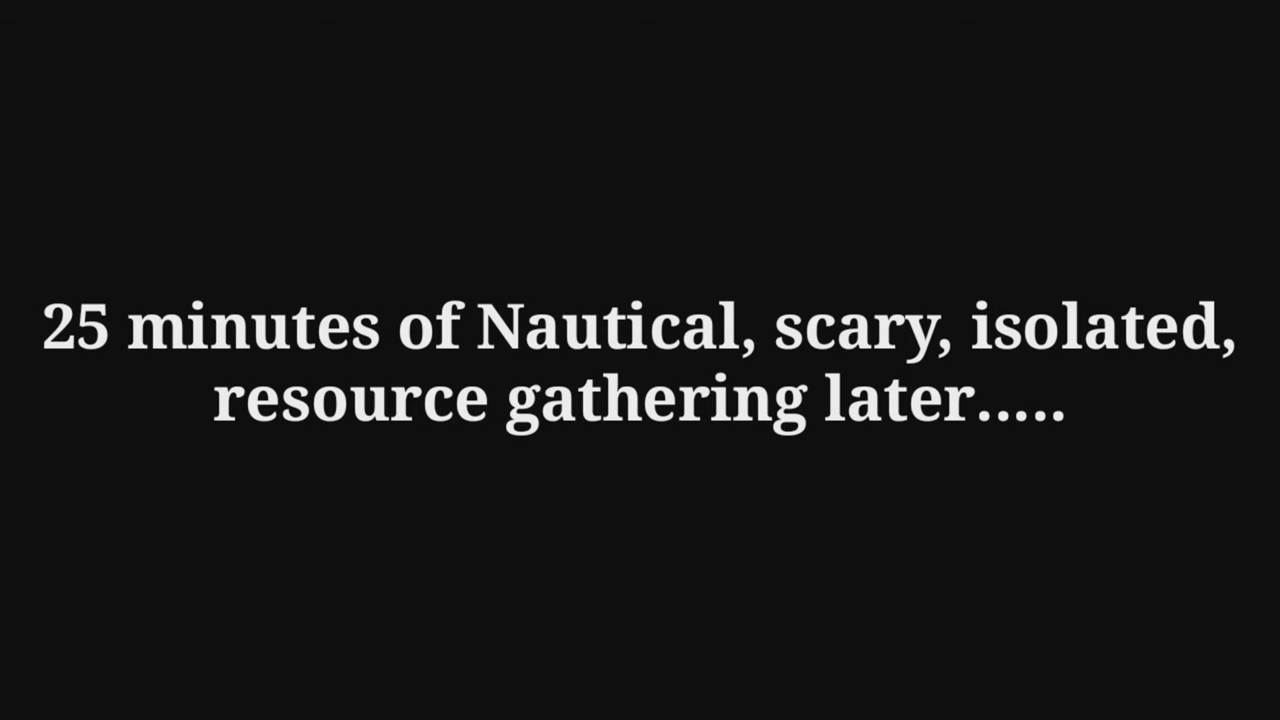 25 minutes of Nautical, scary, isolated,
resource gathering later.....